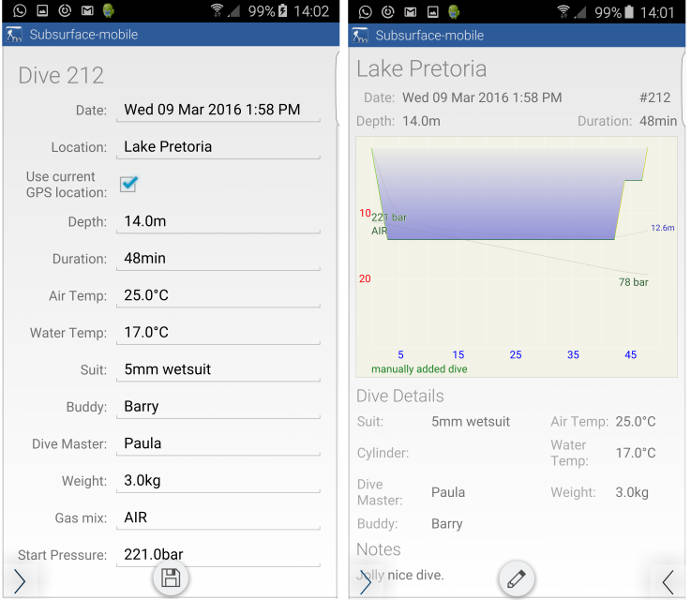 99% 14:02
Subsurface-mobile
Dive 212
Date: Wed 09 Mar 2016 1:58 PM
Location: Lake Pretoria
Use current
GPS location:
Depth: 14.0m
Duration: 48min
Air Temp: 25.0°C
Water Temp: 17.0°C
Suit: 5mm wetsuit
Buddy: Barry
Dive Master: Paula
Weight: 3.0kg
Gas mix: AIR
Start Pressure: 221.0bar
99% 14:01
Subsurface-mobile
Lake Pretoria
Date: Wed 09 Mar 2016 1:58 PM #212
Depth: 14.0m Duration: 48min
10
221 bar
AIR
12.6m
20
78 bar
5 15 25 35 45
manually added dive
Dive Details
Suit: 5mm wetsuit Air Temp: 25.0°C
Cylinder: Water
Temp: 17.0°C
Dive
Master: Paula Weight: 3.0kg
Buddy: Barry
Notes
Jolly nice dive.